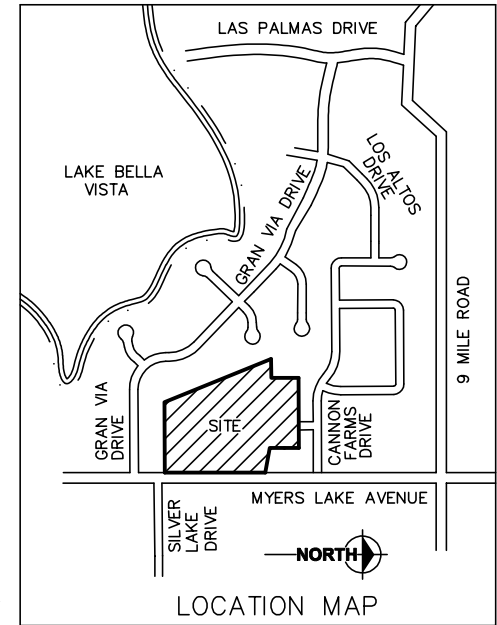 LAS PALMAS DRIVE
LOS ALTOS
DRIVE
LAKE BELLA
VISTA
GRAN VIA DRIVE
9 MILE ROAD
GRAN VIA
DRIVE
SITE
CANNON
FARMS
DRIVE
MYERS LAKE AVENUE
SILVER
LAKE
DRIVE
NORTH
LOCATION MAP